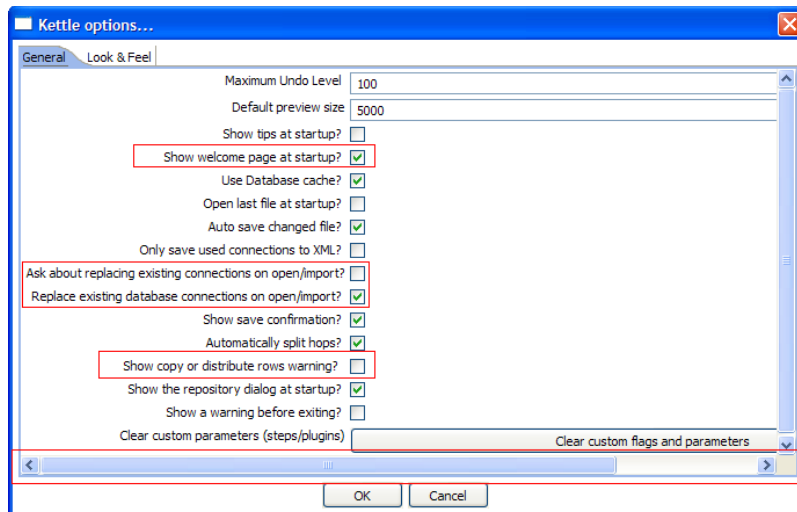 Kettle options...
General Look & Feel
Maximum Undo Level 100
Default preview size 5000
Show tips at startup?
Show welcome page at startup?
Use Database cache?
Open last file at startup?
Auto save changed file?
Only save used connections to XML?
Ask about replacing existing connections on open/import?
Replace existing database connections on open/import?
Show save confirmation?
Automatically split hops?
Show copy or distribute rows warning?
Show the repository dialog at startup?
Show a warning before exiting?
Clear custom parameters (steps/plugins) Clear custom flags and parameters
OK Cancel